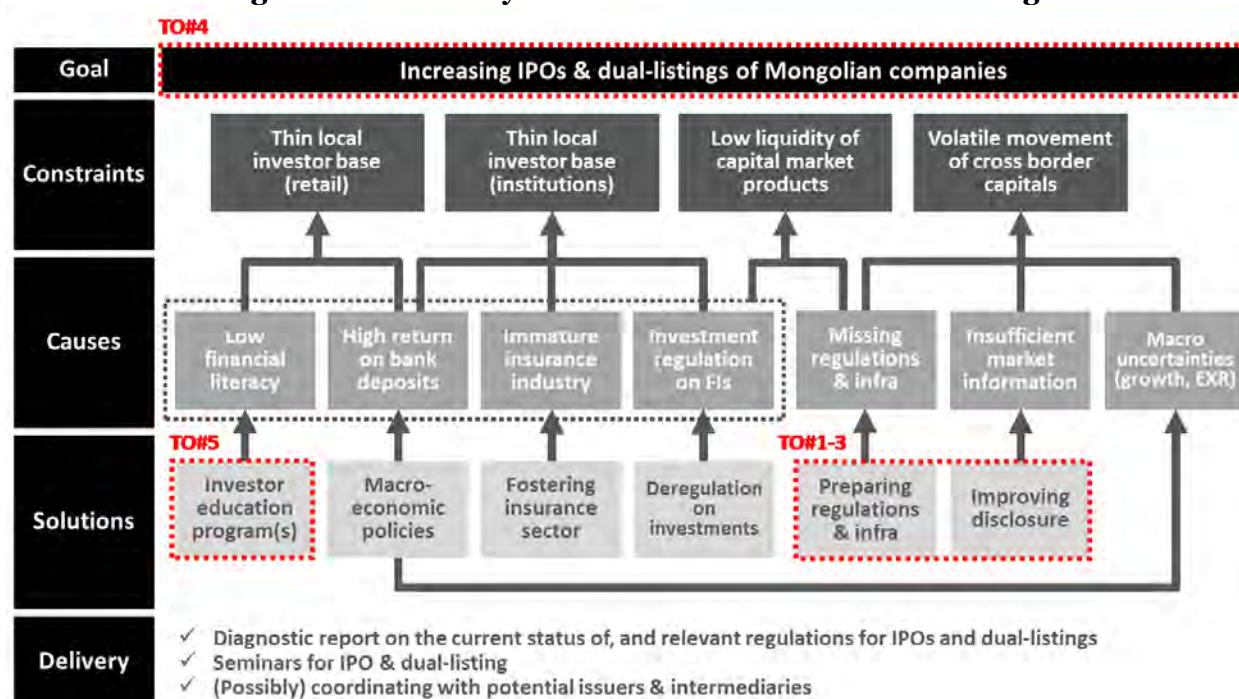 TO#4
Goal
Increasing IPOs & dual-listings of Mongolian companies
Constraints
Thin local
investor base
(retail)
Thin local
investor base
(institutions)
Low liquidity of
capital market
products
Volatile movement
of cross border
capitals
Causes
Low
financial
literacy
High return
on bank
deposits
Immature
insurance
industry
Investment
regulation
on FIs
Missing
regulations
& infra
Insufficient
market
information
Macro
uncertainties
(growth, EXR)
TO#5
TO#1-3
Solutions
Investor
education
program(s)
Macro-
economic
policies
Fostering
insurance
sector
Deregulation
on
investments
Preparing
regulations
& infra
Improving
disclosure
Delivery
✓ Diagnostic report on the current status of, and relevant regulations for IPOs and dual-listings
✓ Seminars for IPO & dual-listing
✓ (Possibly) coordinating with potential issuers & intermediaries